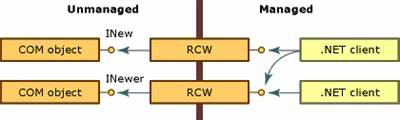 Unmanaged Managed
INew
COM object RCW .NET client
INewer
COM object RCW .NET client